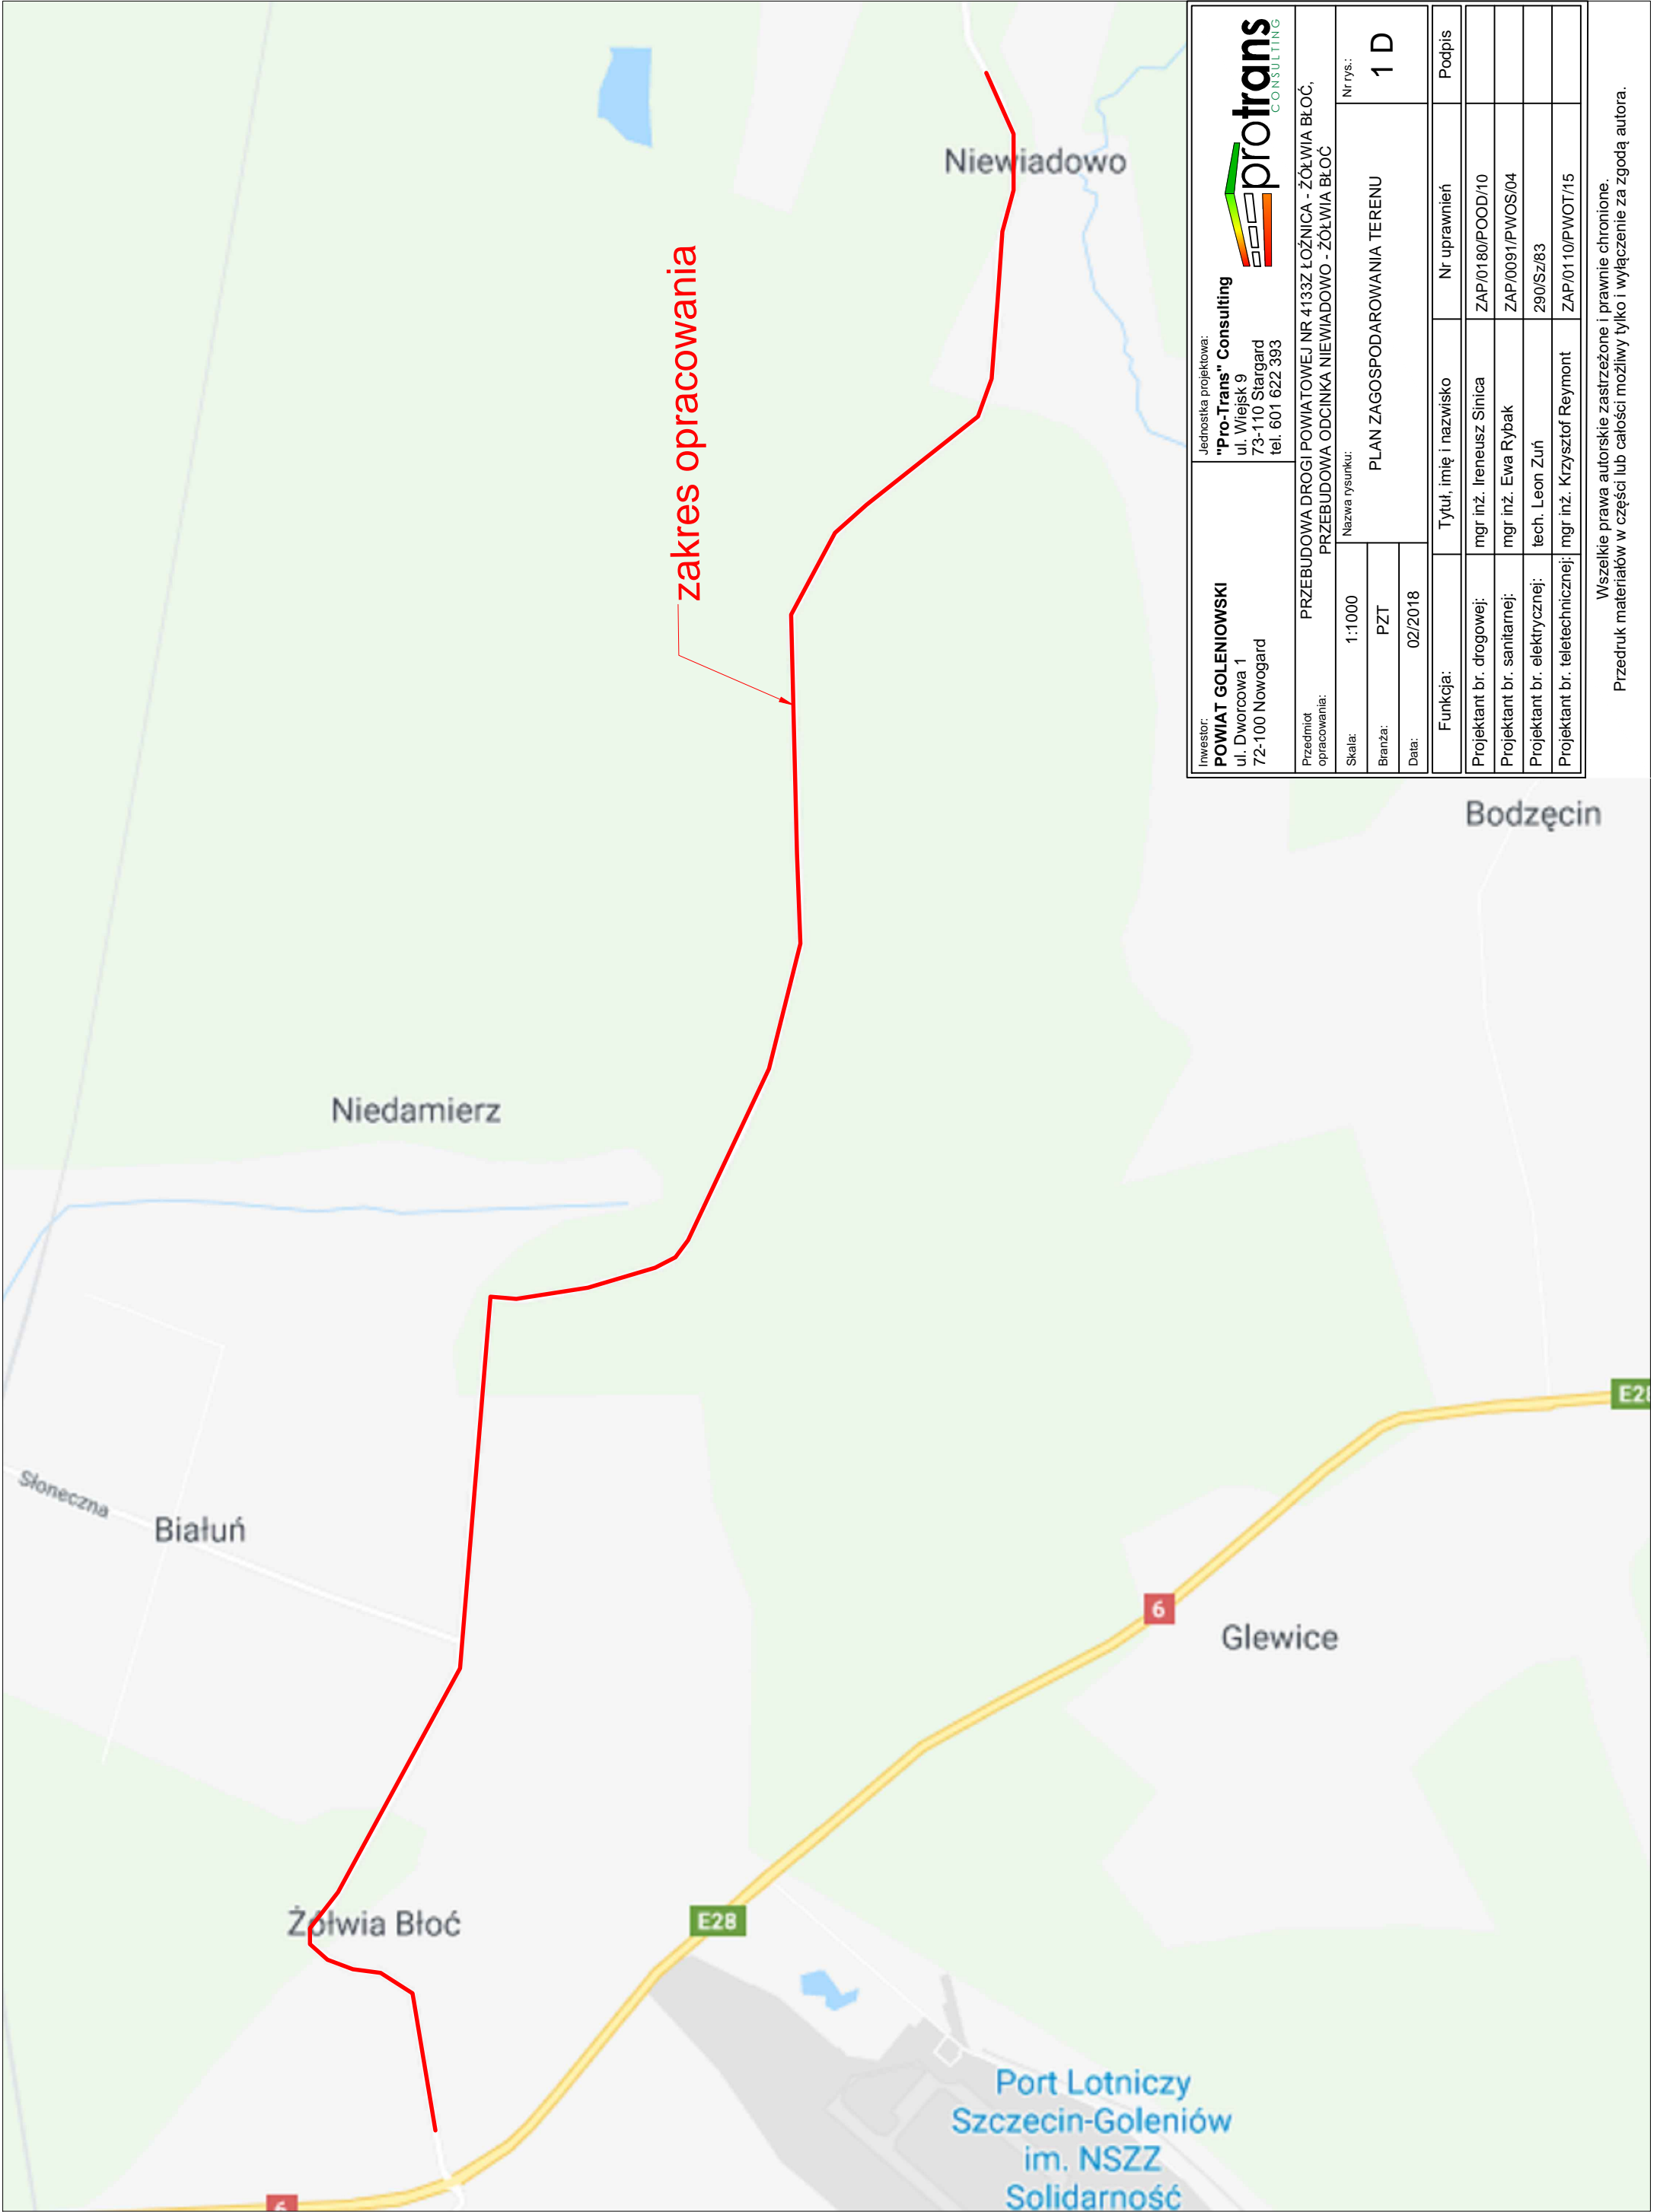 Niewiadowo
zakres opracowania
Niedamierz
Słoneczna
Białuń
Bodzęcin
6
Glewice
Żółwia Błoć
E28
Port Lotniczy
Szczecin-Goleniów
im. NSZZ
Solidarność
6
Inwestor:
POWIAT GOLENIOWSKI
ul. Dworcowa 1
72-100 Nowogard
Jednostka projektowa:
"Pro-Trans" Consulting
ul. Wiejsk 9
73-110 Stargard
tel. 601 622 393
protrans
CONSULTING
Przedmiot
opracowania:
PRZEBUDOWA DROGI POWIATOWEJ NR 4133Z ŁOŹNICA - ŻÓŁWIA BŁOĆ,
PRZEBUDOWA ODCINKA NIEWIADOWO - ŻÓŁWIA BŁOĆ
Skala: 1:1000
Branża: PZT
Data: 02/2018
Nazwa rysunku:
PLAN ZAGOSPODAROWANIA TERENU
Nr rys.:
1 D
Funkcja: Tytuł, imię i nazwisko Nr uprawnień Podpis
Projektant br. drogowej: mgr inż. Ireneusz Sinica ZAP/0180/POOD/10
Projektant br. sanitarnej: mgr inż. Ewa Rybak ZAP/0091/PWOS/04
Projektant br. elektrycznej: tech. Leon Zuń 290/Sz/83
Projektant br. teletechnicznej: mgr inż. Krzysztof Reymont ZAP/0110/PWOT/15
Wszelkie prawa autorskie zastrzeżone i prawnie chronione.
Przedruk materiałów w części lub całości możliwy tylko i wyłączenie za zgodą autora.